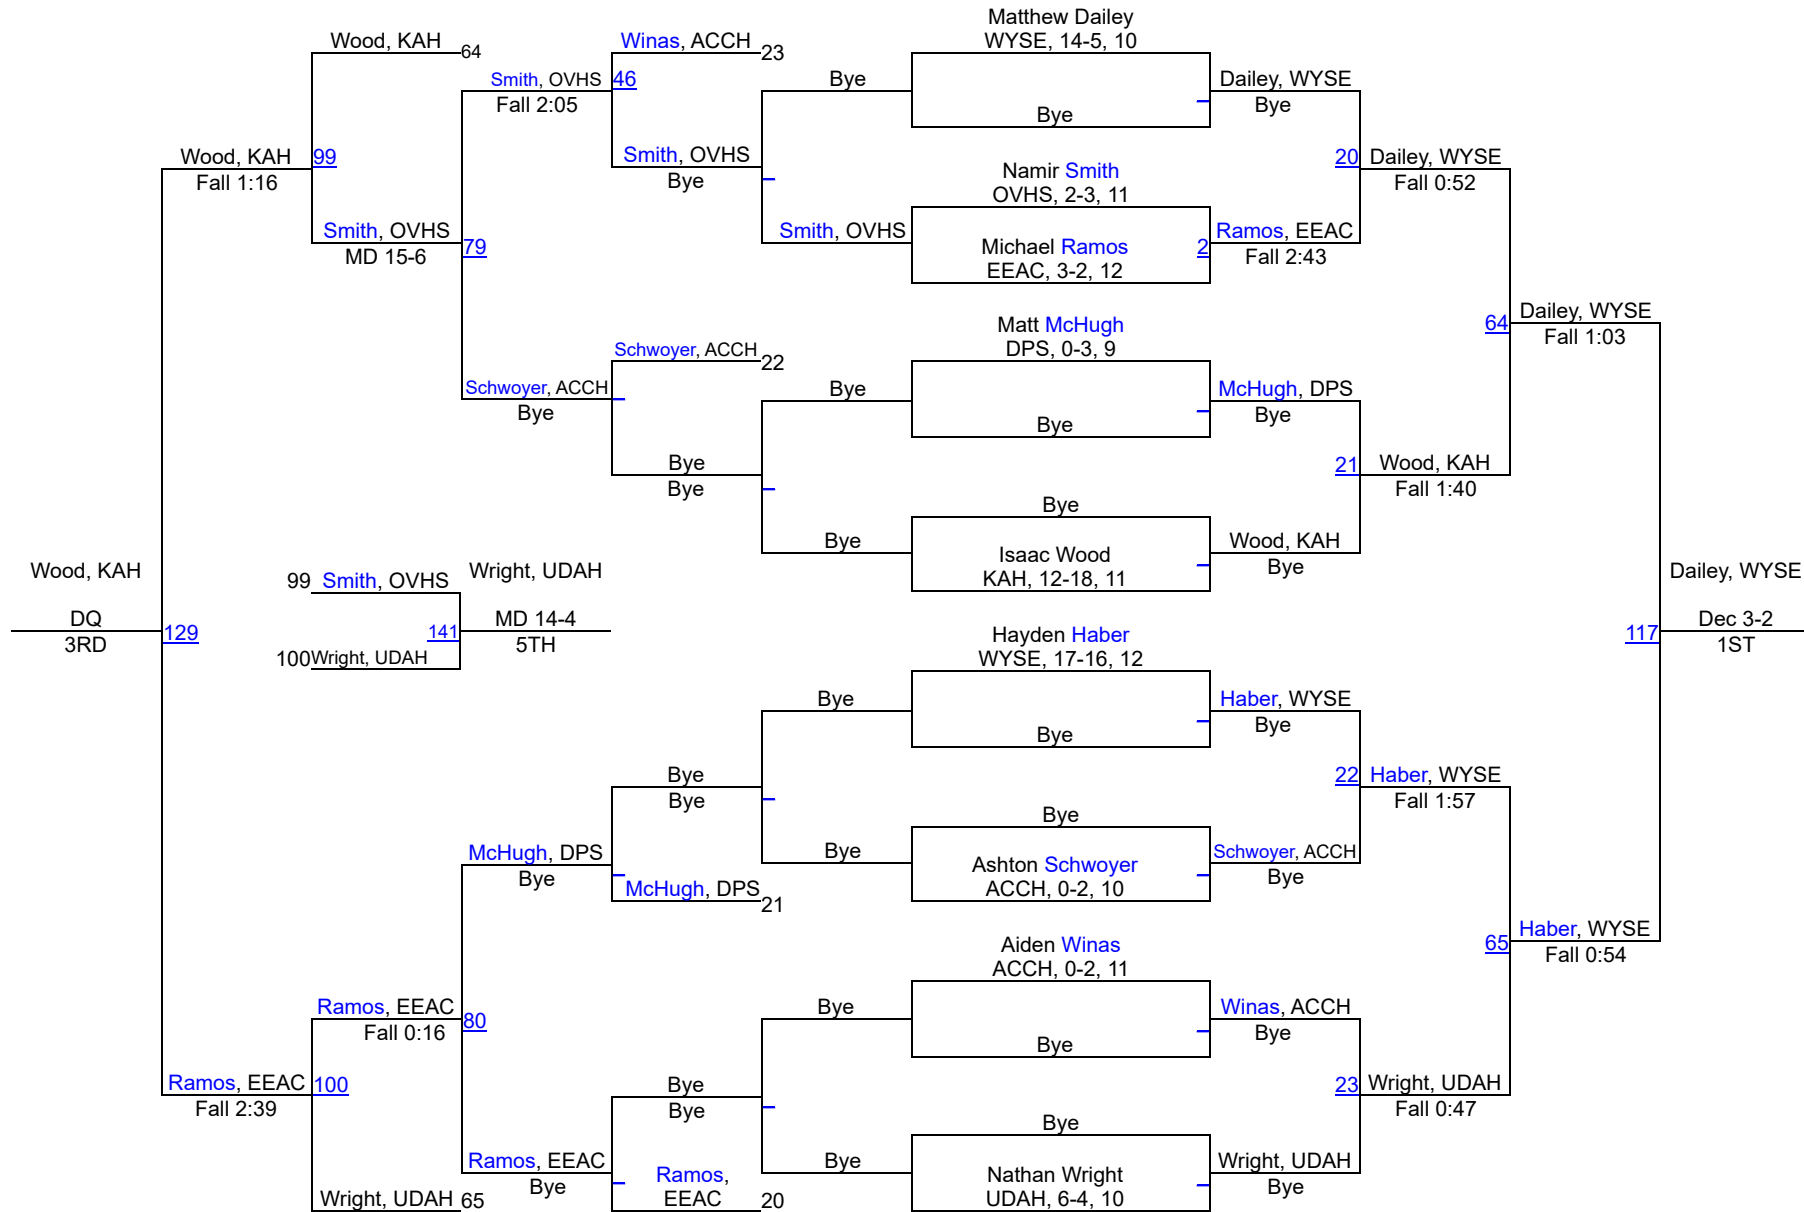 Matthew Dailey
WYSE, 14-5, 10
Wood, KAH
64
Winas, ACCH
23
Smith, OVHS
46
Fall 2:05
Bye
Dailey, WYSE
Bye
Bye
Wood, KAH
99
Fall 1:16
Smith, OVHS
Bye
Namir Smith
OVHS, 2-3, 11
20
Dailey, WYSE
Fall 0:52
Smith, OVHS
79
MD 15-6
Smith, OVHS
Michael Ramos
EEAC, 3-2, 12
2
Ramos, EEAC
Fall 2:43
Matt McHugh
DPS, 0-3, 9
64
Dailey, WYSE
Fall 1:03
Schwoyer, ACCH
22
Schwoyer, ACCH
Bye
Bye
McHugh, DPS
Bye
Bye
Bye
Bye
21
Wood, KAH
Fall 1:40
Bye
Bye
Isaac Wood
KAH, 12-18, 11
Wood, KAH
Bye
Wood, KAH
DQ
3RD
129
99
Smith, OVHS
Wright, UDAH
141
MD 14-4
5TH
100
Wright, UDAH
Dailey, WYSE
117
Dec 3-2
1ST
Hayden Haber
WYSE, 17-16, 12
Bye
Haber, WYSE
Bye
Bye
Bye
Bye
22
Haber, WYSE
Fall 1:57
McHugh, DPS
Bye
McHugh, DPS
21
Bye
Bye
Ashton Schwoyer
ACCH, 0-2, 10
Schwoyer, ACCH
Bye
Aiden Winas
ACCH, 0-2, 11
65
Haber, WYSE
Fall 0:54
Ramos, EEAC
80
Fall 0:16
Bye
Winas, ACCH
Bye
Bye
Ramos, EEAC
100
Fall 2:39
Bye
Bye
23
Wright, UDAH
Fall 0:47
Bye
Ramos, EEAC
Bye
Ramos,
EEAC
20
Bye
Nathan Wright
UDAH, 6-4, 10
Wright, UDAH
Bye
Wright, UDAH
65